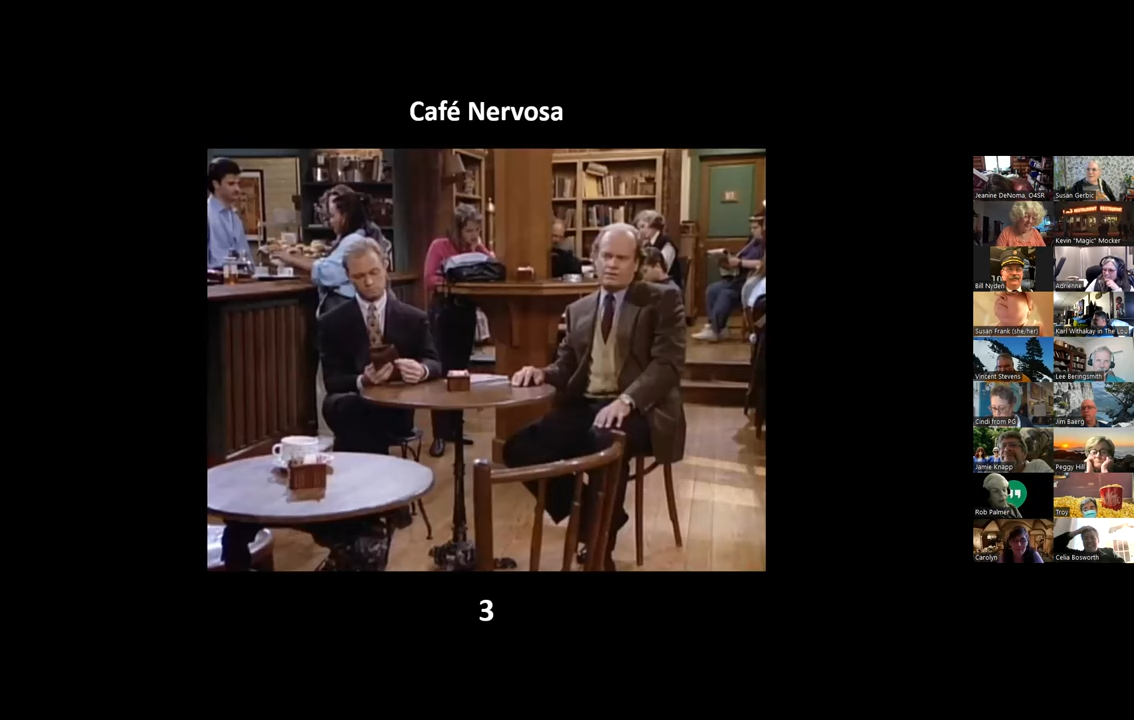 Café Nervosa
3
Jeanine DeNoma, O4SR
Susan Gerbic
Kevin "Magic" Mocker
Bill Nyden
Adrienne
Susan Frank (she/her)
Karl Withakay in The Lou
Vincent Stevens
Lee Beringsmith
Cindi from PG
Jim Baerg
Jamie Knapp
Peggy Hill
Rob Palmer
Troy
Carolyn
Celia Bosworth